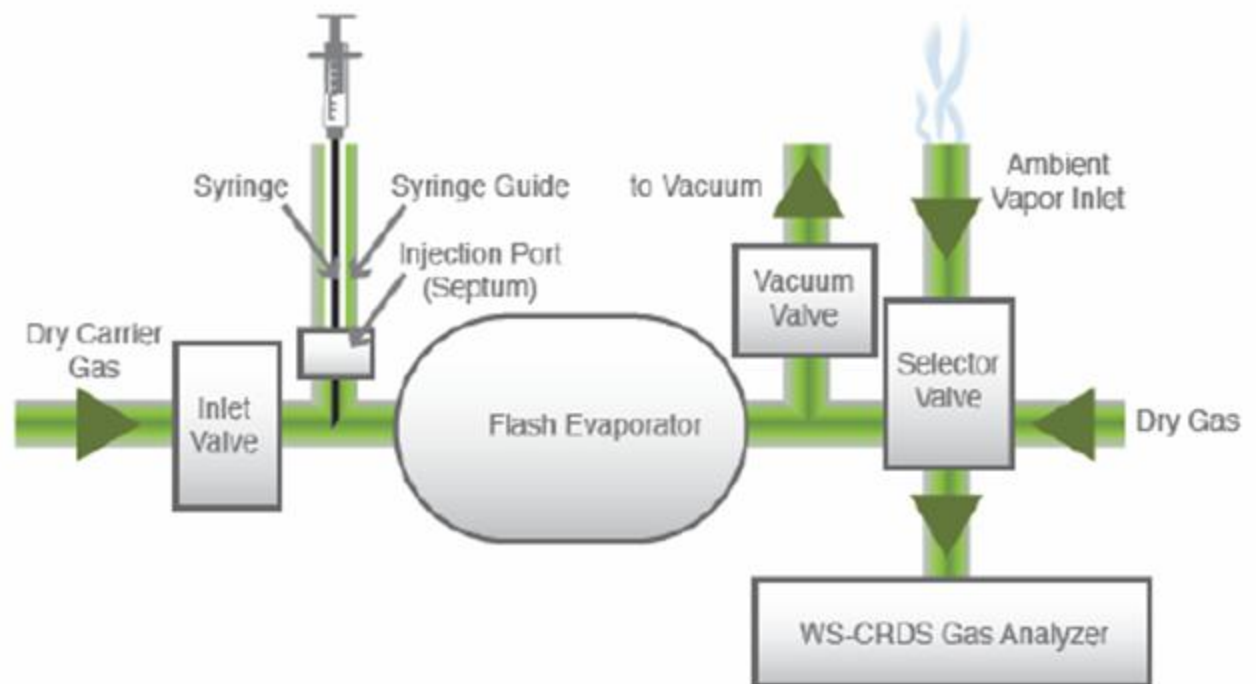 Syringe
Syringe Guide
to Vacuum
Ambient
Vapor Inlet
Injection Port
(Septum)
Vacuum
Valve
Dry Carrier
Gas
Inlet
Valve
Flash Evaporator
Selector
Valve
Dry Gas
WS-CRDS Gas Analyzer